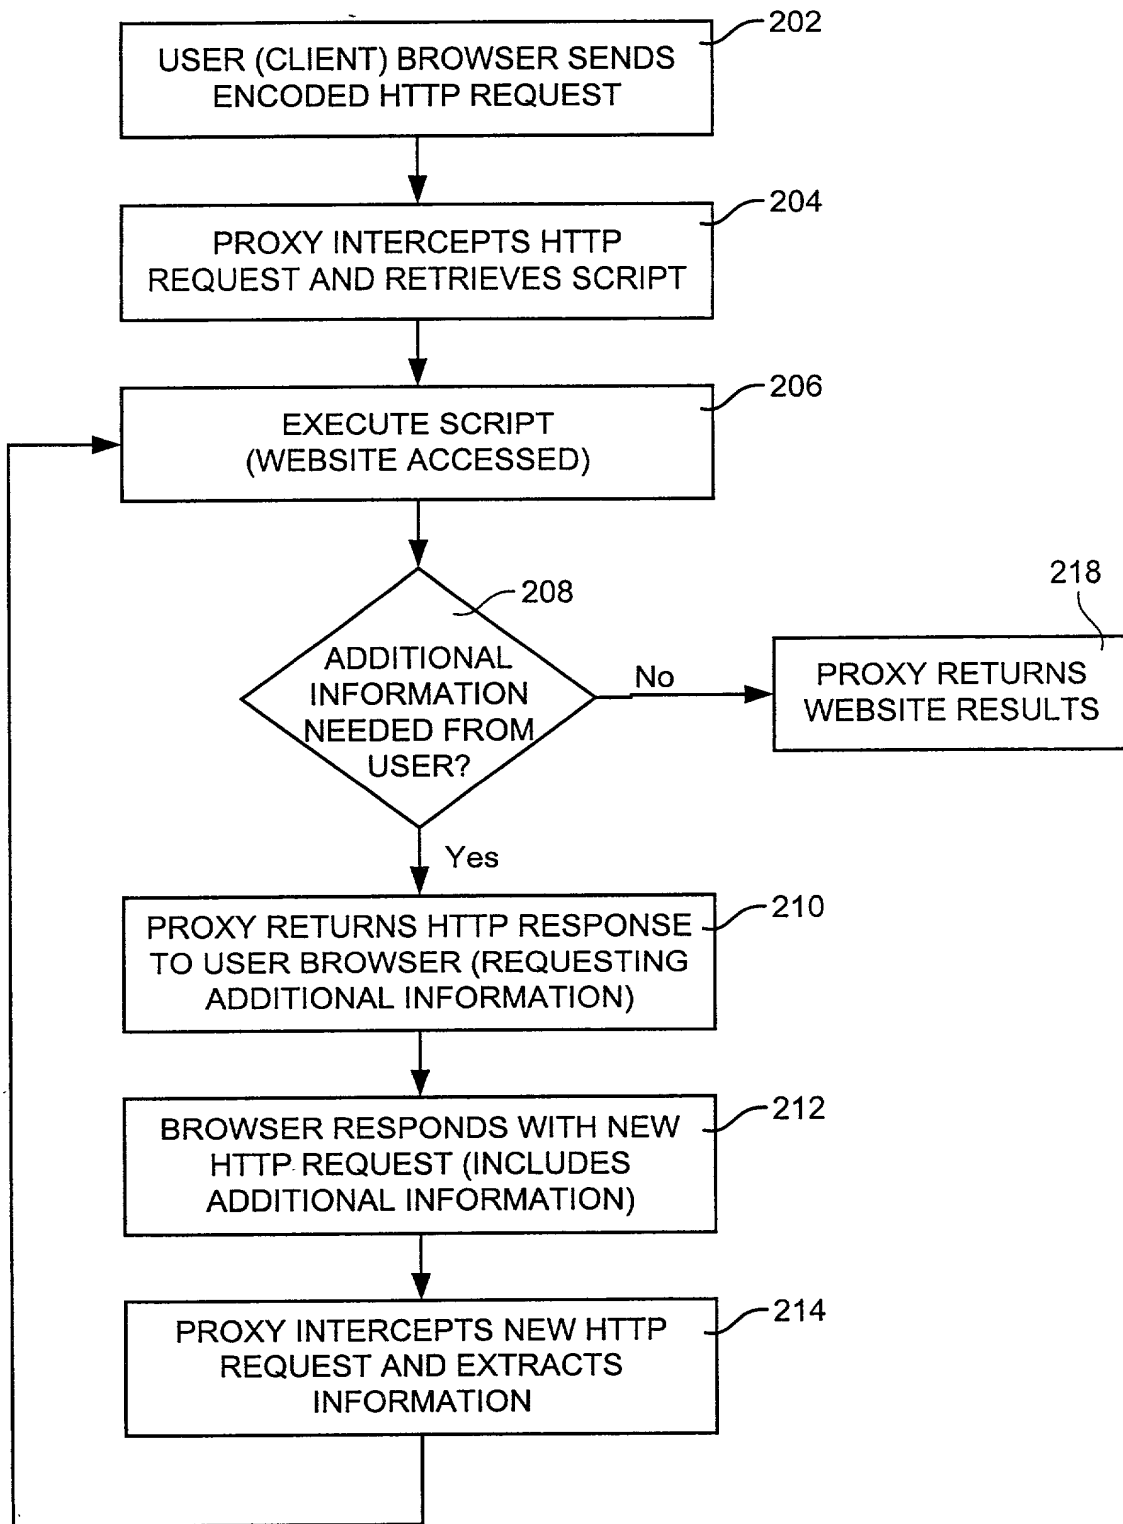 202
USER (CLIENT) BROWSER SENDS
ENCODED HTTP REQUEST
204
PROXY INTERCEPTS HTTP
REQUEST AND RETRIEVES SCRIPT
206
EXECUTE SCRIPT
(WEBSITE ACCESSED)
208
ADDITIONAL
INFORMATION
NEEDED FROM
USER?
No
218
PROXY RETURNS
WEBSITE RESULTS
Yes
210
PROXY RETURNS HTTP RESPONSE
TO USER BROWSER (REQUESTING
ADDITIONAL INFORMATION)
212
BROWSER RESPONDS WITH NEW
HTTP REQUEST (INCLUDES
ADDITIONAL INFORMATION)
214
PROXY INTERCEPTS NEW HTTP
REQUEST AND EXTRACTS
INFORMATION